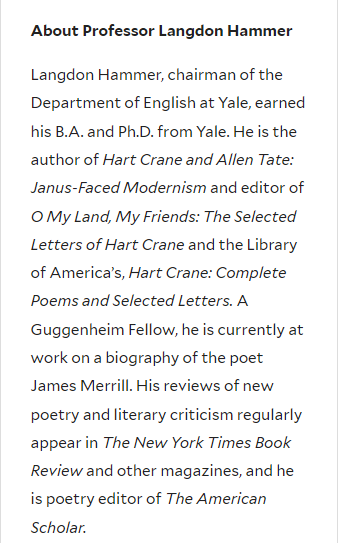 About Professor Langdon Hammer
Langdon Hammer, chairman of the
Department of English at Yale, earned
his B.A. and Ph.D. from Yale. He is the
author of Hart Crane and Allen Tate:
Janus-Faced Modernism and editor of
O My Land, My Friends: The Selected
Letters of Hart Crane and the Library
of America's, Hart Crane: Complete
Poems and Selected Letters. A
Guggenheim Fellow, he is currently at
work on a biography of the poet
James Merrill. His reviews of new
poetry and literary criticism regularly
appear in The New York Times Book
Review and other magazines, and he
is poetry editor of The American
Scholar.